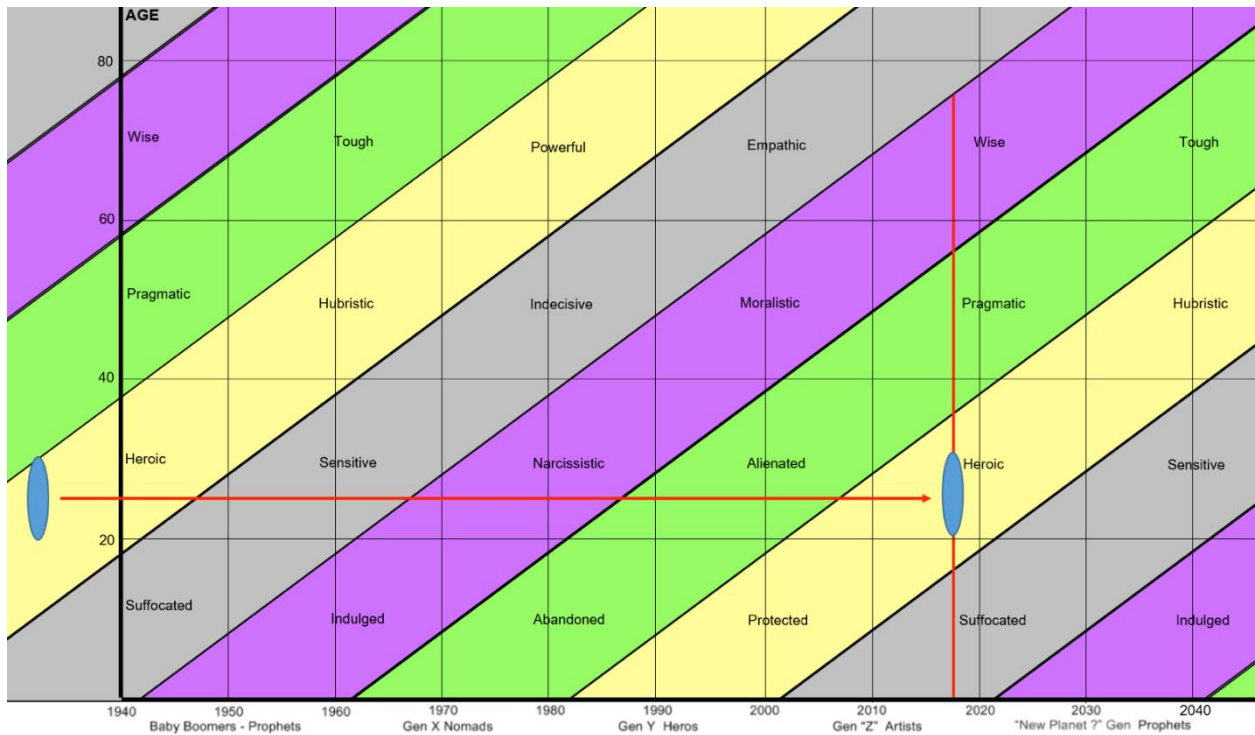 AGE
80
Wise
Tough
Powerful
Empathic
Wise
Tough
60
Pragmatic
Hubristic
Indecisive
Moralistic
Pragmatic
Hubristic
40
Heroic
Sensitive
Narcissistic
Alienated
Heroic
Sensitive
20
Suffocated
Indulged
Abandoned
Protected
Suffocated
Indulged
1940 1950 1960 1970 1980 1990 2000 2010 2020 2030 2040
Baby Boomers - Prophets Gen X Nomads Gen Y Heros Gen “Z” Artists “New Planet ?” Gen Prophets